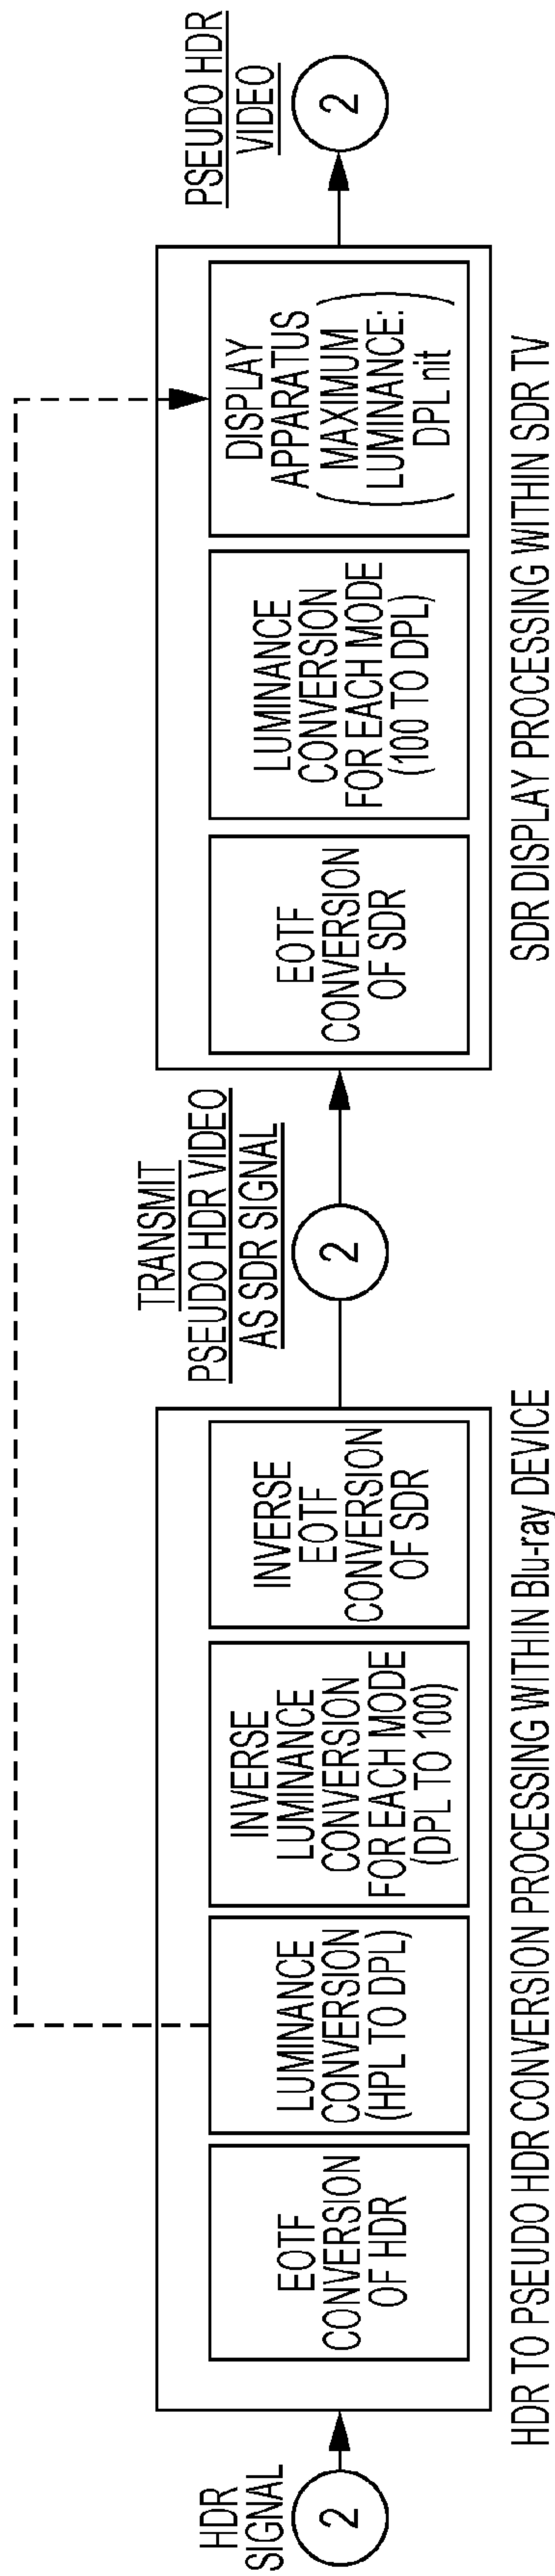 HDR
SIGNAL
2
EOTF
CONVERSION
OF HDR
LUMINANCE
CONVERSION
(HPL TO DPL)
INVERSE
LUMINANCE
CONVERSION
FOR EACH MODE
(DPL TO 100)
INVERSE
EOTF
CONVERSION
OF SDR
HDR TO PSEUDO HDR CONVERSION PROCESSING WITHIN Blu-ray DEVICE
TRANSMIT
PSEUDO HDR VIDEO
AS SDR SIGNAL
2
EOTF
CONVERSION
OF SDR
LUMINANCE
CONVERSION
FOR EACH MODE
(100 TO DPL)
DISPLAY
APPARATUS
(MAXIMUM
LUMINANCE:
DPL nit)
SDR DISPLAY PROCESSING WITHIN SDR TV
PSEUDO HDR
VIDEO
2